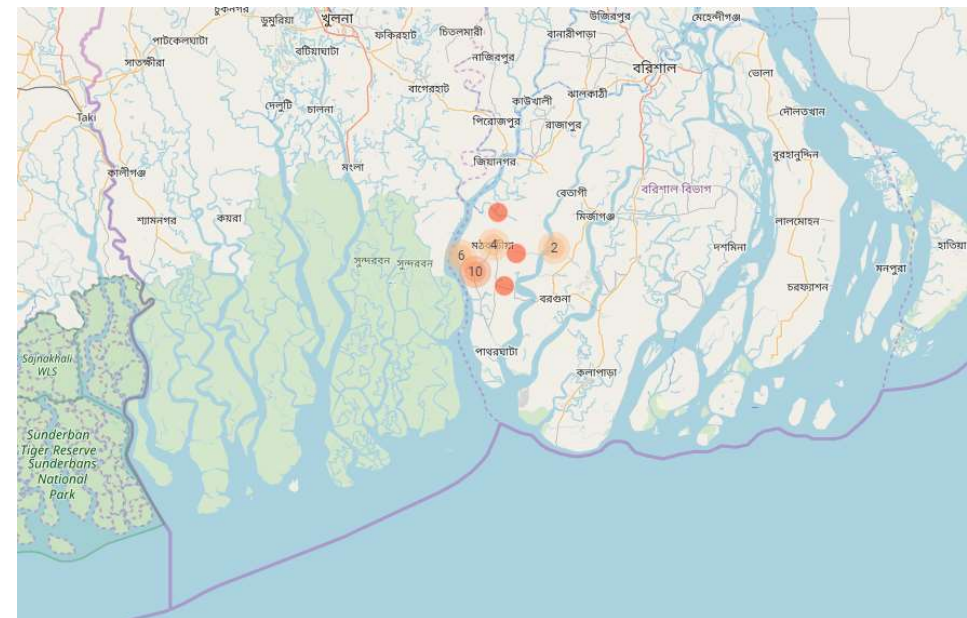 চুকনগর
ডুমুরিয়া
খুলনা
ফকিরহাট
চিতলমারী
উজিরপুর
মেহেন্দীগঞ্জ
বানারীপাড়া
পাটকেলঘাটা
বটিয়াঘাটা
নাজিরপুর
সাতক্ষীরা
বরিশাল
ভোলা
বাগেরহাট
ঝালকাঠী
কাউখালী
দেলুটি
চালনা
দৌলতখান
Taki
পিরোজপুর
রাজাপুর
বুরহানুদ্দিন
জিয়ানগর
মংলা
কালীগঞ্জ
বরিশাল বিভাগ
বেতাগী
শ্যামনগর
কয়রা
মির্জাগঞ্জ
লালমোহন
4
2
দশমিনা
হাতিয়া
6
সুন্দরবন
সুন্দরবন
10
মনপুরা
চরফ্যাশন
বরগুনা
পাথরঘাটা
Sajnakhali
WLS
কলাপাড়া
Sunderban
Tiger Reserve
Sunderbans
National
Park